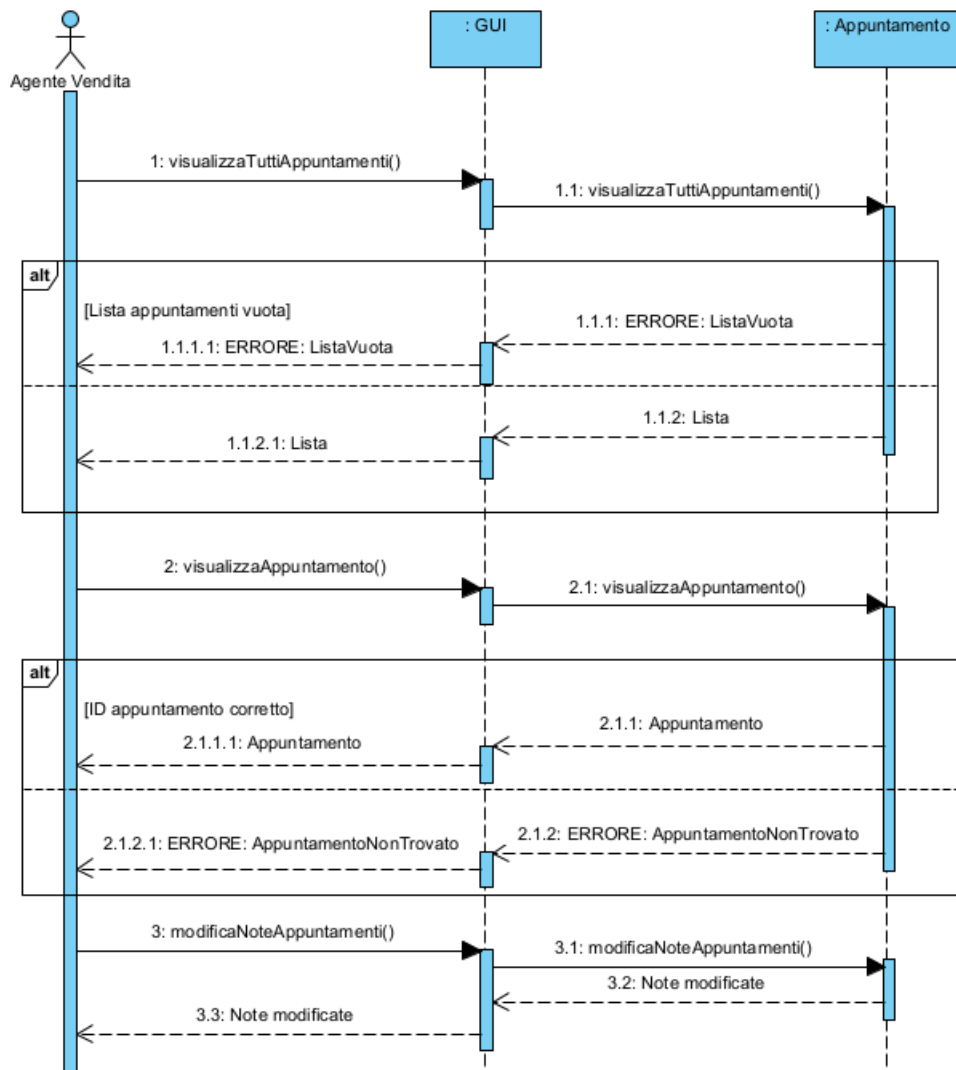 : GUI
: Appuntamento
Agente Vendita
1: visualizzaTuttiAppuntamenti()
1.1: visualizzaTuttiAppuntamenti()
alt
[Lista appuntamenti vuota]
1.1.1: ERRORE: ListaVuota
1.1.1.1: ERRORE: ListaVuota
1.1.2: Lista
1.1.2.1: Lista
2: visualizzaAppuntamento()
2.1: visualizzaAppuntamento()
alt
[ID appuntamento corretto]
2.1.1: Appuntamento
2.1.1.1: Appuntamento
2.1.2: ERRORE: AppuntamentoNonTrovato
2.1.2.1: ERRORE: AppuntamentoNonTrovato
3: modificaNoteAppuntamenti()
3.1: modificaNoteAppuntamenti()
3.2: Note modificate
3.3: Note modificate